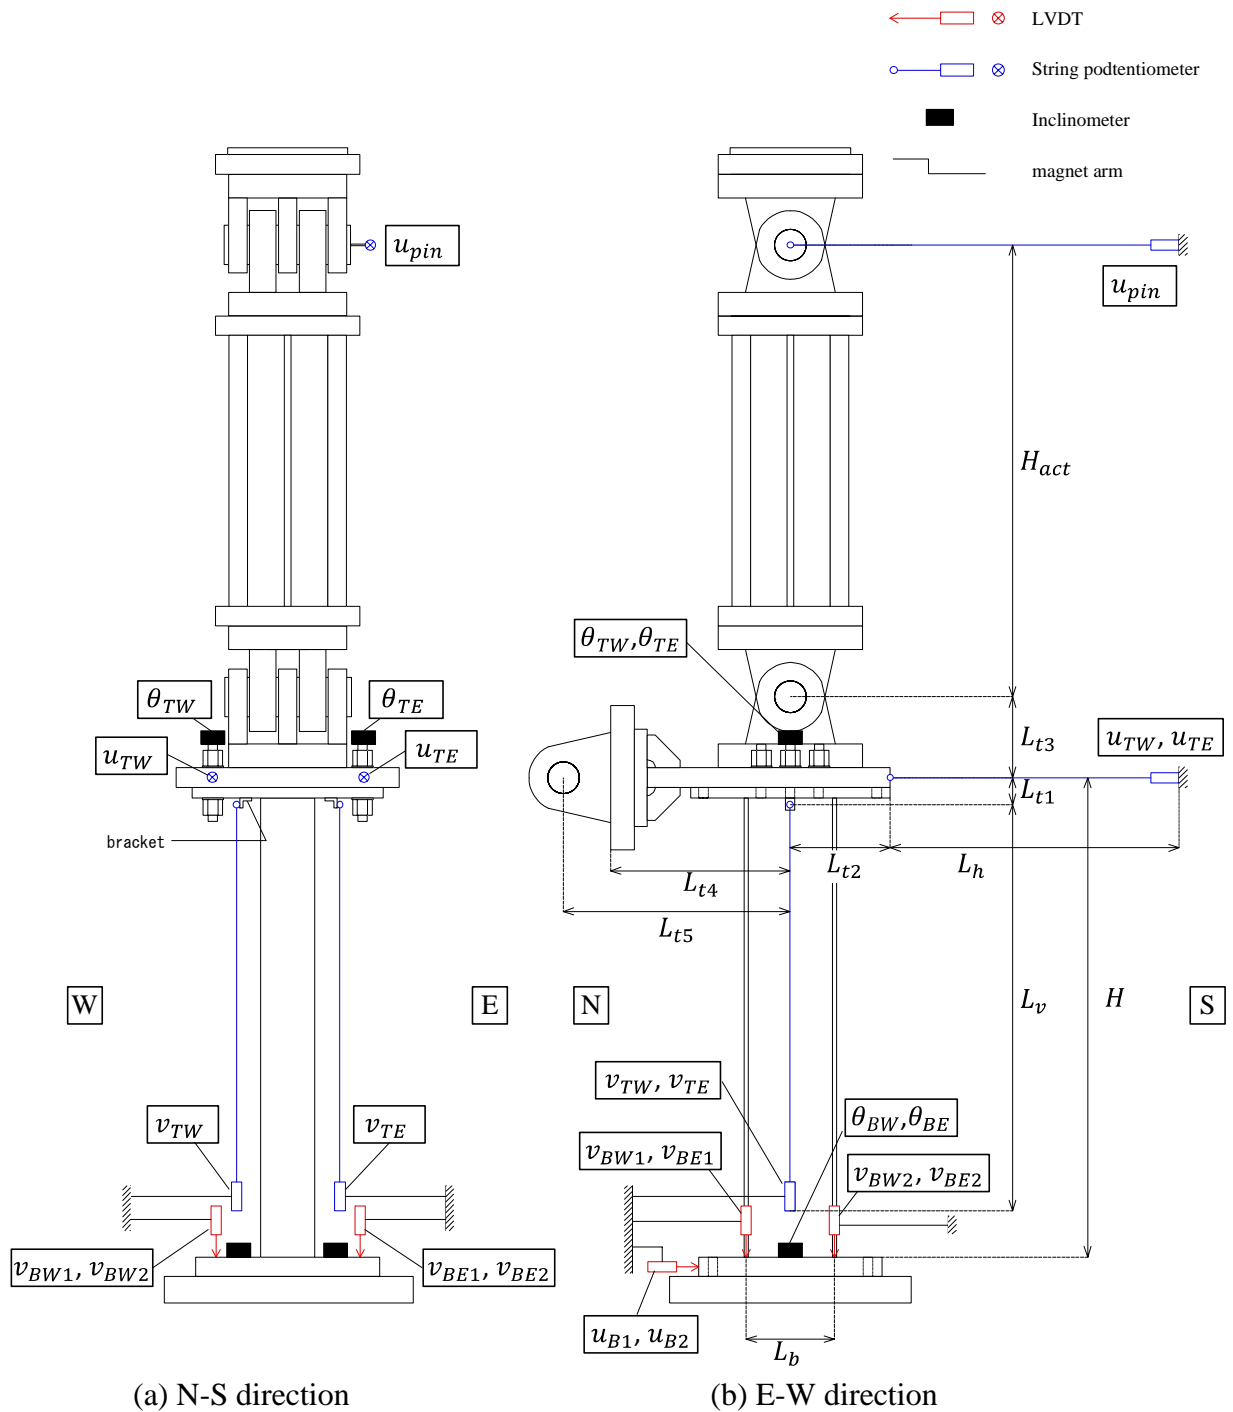 LVDT
String podtentiometer
Inclinometer
magnet arm
u_pin
u_pin
H_act
θ_TW,θ_TE
θ_TW
θ_TE
u_TW
u_TE
L_t3
u_TW, u_TE
L_t1
bracket
L_t2
L_h
L_t4
L_t5
W
E
N
L_v
H
S
v_TW, v_TE
v_TW
v_TE
θ_BW,θ_BE
v_BW1, v_BE1
v_BW2, v_BE2
v_BW1, v_BW2
v_BE1, v_BE2
u_B1, u_B2
L_b
(a) N-S direction
(b) E-W direction